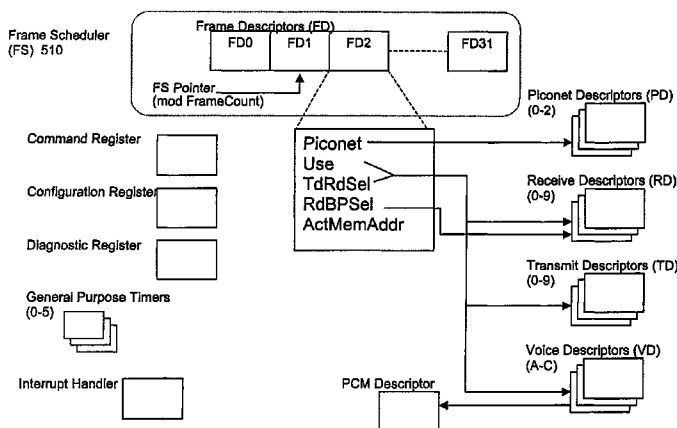 Frame Scheduler
(FS) 510
Frame Descriptors (FD)
FD0 FD1 FD2 FD31
FS Pointer
(mod FrameCount)
Piconet Descriptors (PD)
(0-2)
Command Register
Piconet
Use
TdRdSel
RdBPSel
ActMemAddr
Configuration Register
Receive Descriptors (RD)
(0-9)
Diagnostic Register
Transmit Descriptors (TD)
(0-9)
General Purpose Timers
(0-5)
Voice Descriptors (VD)
(A-C)
Interrupt Handler
PCM Descriptor